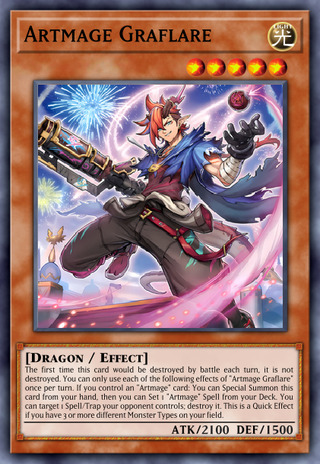 Artmage Graflare
LIGHT
光
[Dragon / Effect]
The first time this card would be destroyed by battle each turn, it is
not destroyed. You can only use each of the following effects of "Artmage Graflare"
once per turn. If you control an "Artmage" card: You can Special Summon this
card from your hand, then you can Set 1 "Artmage" Spell from your Deck. You
can target 1 Spell/Trap your opponent controls; destroy it. This is a Quick Effect
if you have 3 or more different Monster Types on your field.
ATK/2100 DEF/1500